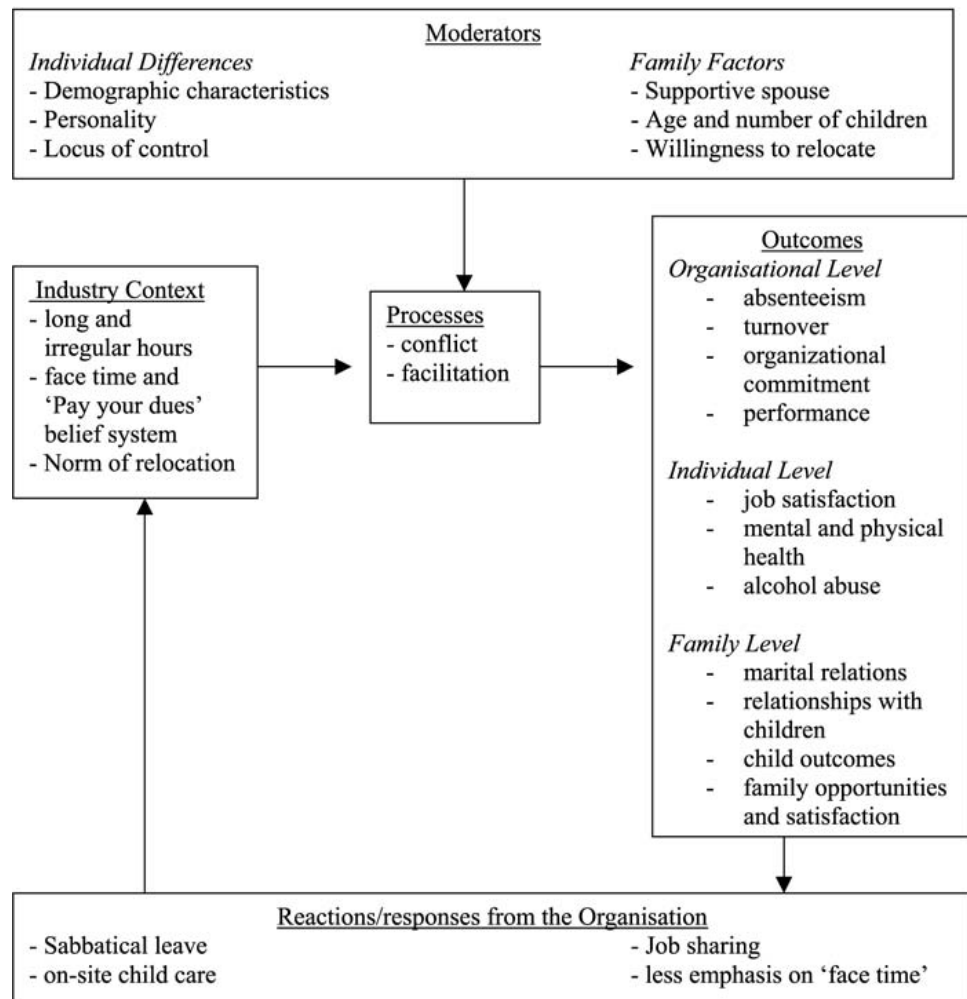 Moderators
Individual Differences
- Demographic characteristics
- Personality
- Locus of control
Family Factors
- Supportive spouse
- Age and number of children
- Willingness to relocate
Industry Context
- long and
irregular hours
- face time and
‘Pay your dues’
belief system
- Norm of relocation
Processes
- conflict
- facilitation
Outcomes
Organisational Level
- absenteeism
- turnover
- organizational
commitment
- performance
Individual Level
- job satisfaction
- mental and physical
health
- alcohol abuse
Family Level
- marital relations
- relationships with
children
- child outcomes
- family opportunities
and satisfaction
Reactions/responses from the Organisation
- Sabbatical leave
- on-site child care
- Job sharing
- less emphasis on ‘face time’